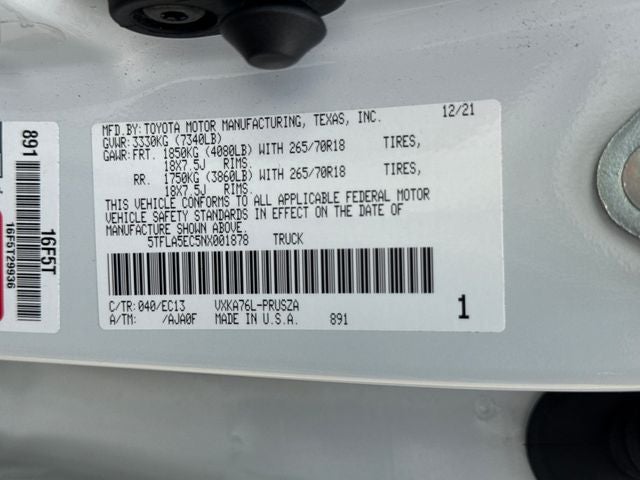 MFD.BY:TOYOTA MOTOR MANUFACTURING, TEXAS, INC. 12/21
GVWR:3330KG (7340LB)
GAWR:FRT. 1850KG (4080LB) WITH 265/70R18 TIRES,
18X7.5J RIMS.
RR. 1750KG (3860LB) WITH 265/70R18 TIRES,
18X7.5J RIMS.
THIS VEHICLE CONFORMS TO ALL APPLICABLE FEDERAL MOTOR
VEHICLE SAFETY STANDARDS IN EFFECT ON THE DATE OF
MANUFACTURE SHOWN ABOVE.
5TFLA5EC5NX001878 TRUCK
C/TR:040/EC13 VXKA76L-PRUSZA
A/TM: /AJA0F MADE IN U.S.A. 891
1
891
16F5T
16F5T29936